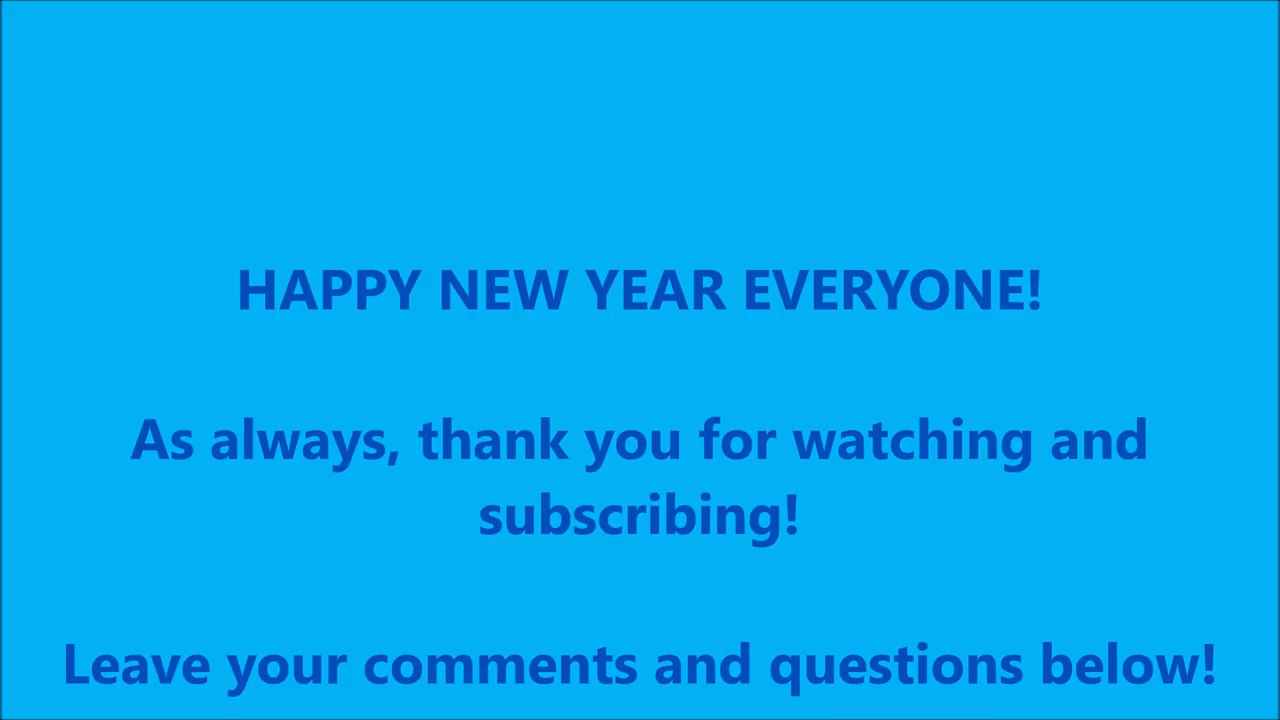 HAPPY NEW YEAR EVERYONE!
As always, thank you for watching and
subscribing!
Leave your comments and questions below!